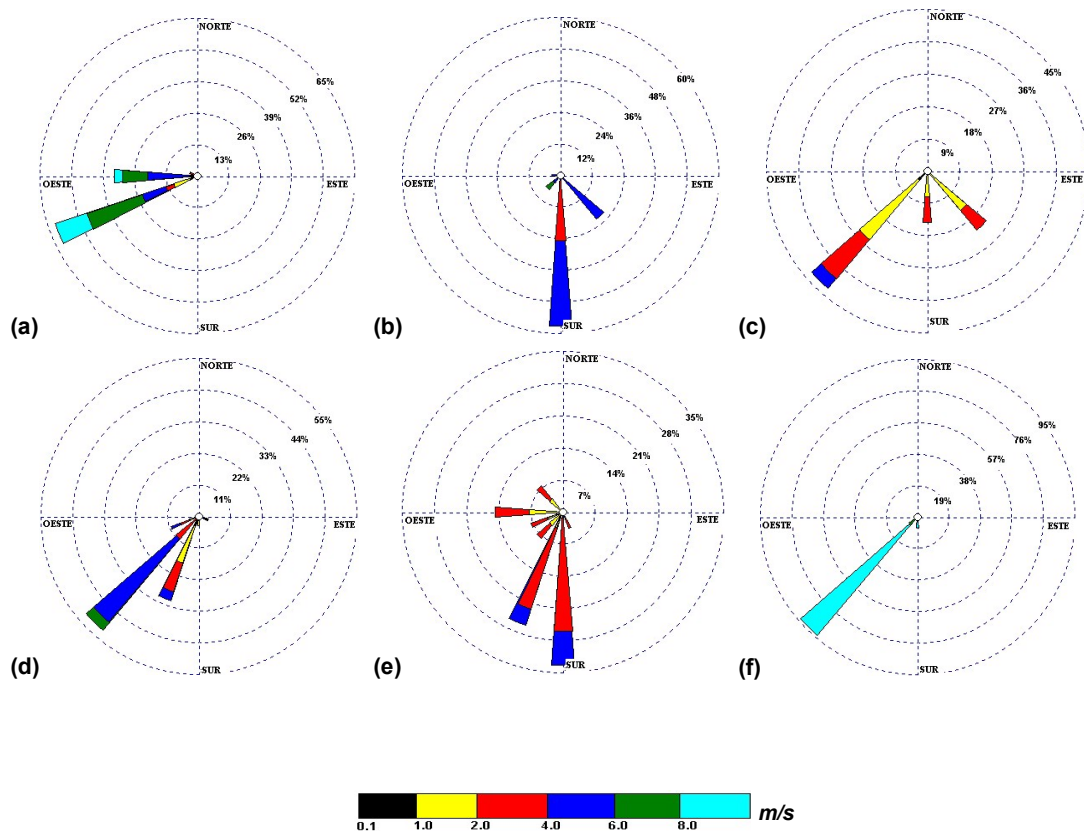 NORTE
65%
52%
39%
26%
13%
OESTE
ESTE
SUR
(a)
NORTE
60%
48%
36%
24%
12%
OESTE
ESTE
SUR
(b)
NORTE
45%
36%
27%
18%
9%
OESTE
ESTE
SUR
(c)
NORTE
55%
44%
33%
22%
11%
OESTE
ESTE
SUR
(d)
NORTE
35%
28%
21%
14%
7%
OESTE
ESTE
SUR
(e)
NORTE
95%
76%
57%
38%
19%
OESTE
ESTE
SUR
(f)
0.1 1.0 2.0 4.0 6.0 8.0 m/s